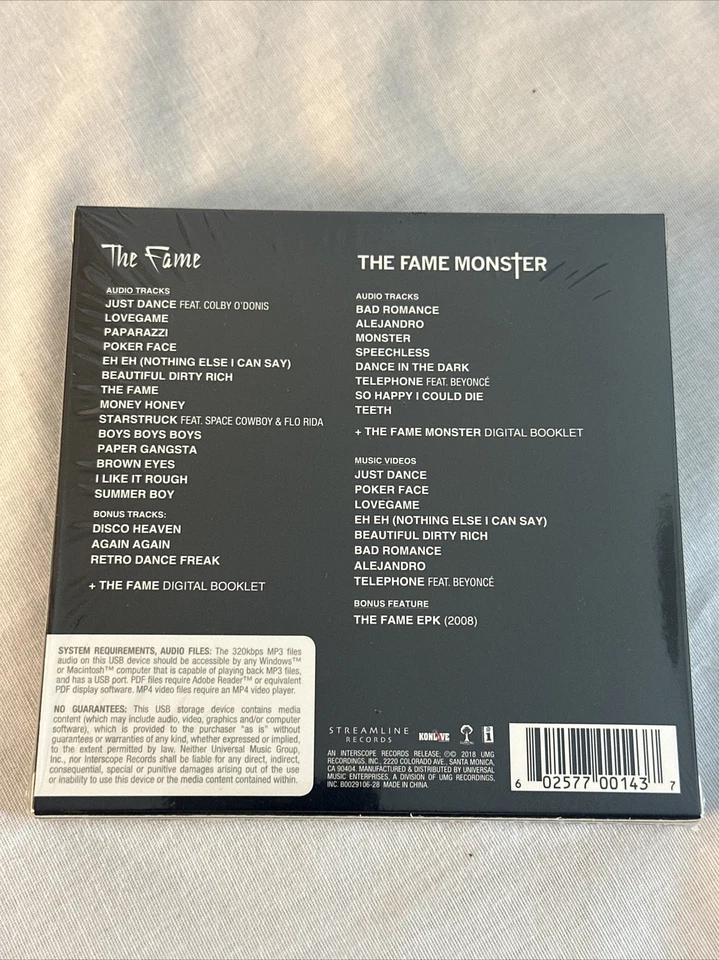 The Fame
AUDIO TRACKS
JUST DANCE FEAT. COLBY O'DONIS
LOVEGAME
PAPARAZZI
POKER FACE
EH EH (NOTHING ELSE I CAN SAY)
BEAUTIFUL DIRTY RICH
THE FAME
MONEY HONEY
STARSTRUCK FEAT. SPACE COWBOY & FLO RIDA
BOYS BOYS BOYS
PAPER GANGSTA
BROWN EYES
I LIKE IT ROUGH
SUMMER BOY
BONUS TRACKS:
DISCO HEAVEN
AGAIN AGAIN
RETRO DANCE FREAK
+ THE FAME DIGITAL BOOKLET
THE FAME MONSTER
AUDIO TRACKS
BAD ROMANCE
ALEJANDRO
MONSTER
SPEECHLESS
DANCE IN THE DARK
TELEPHONE FEAT. BEYONCÉ
SO HAPPY I COULD DIE
TEETH
+ THE FAME MONSTER DIGITAL BOOKLET
MUSIC VIDEOS
JUST DANCE
POKER FACE
LOVEGAME
EH EH (NOTHING ELSE I CAN SAY)
BEAUTIFUL DIRTY RICH
BAD ROMANCE
ALEJANDRO
TELEPHONE FEAT. BEYONCÉ
BONUS FEATURE
THE FAME EPK (2008)
SYSTEM REQUIREMENTS, AUDIO FILES: The 320kbps MP3 files
audio on this USB device should be accessible by any Windows™
or Macintosh™ computer that is capable of playing back MP3 files,
and has a USB port. PDF files require Adobe Reader™ or equivalent
PDF display software. MP4 video files require an MP4 video player.
NO GUARANTEES: This USB storage device contains media
content (which may include audio, video, graphics and/or computer
software), which is provided to the purchaser "as is" without
guarantees or warranties of any kind, whether expressed or implied,
to the extent permitted by law. Neither Universal Music Group,
Inc., nor Interscope Records shall be liable for any direct, indirect,
consequential, special or punitive damages arising out of the use
or inability to use this device or the media content contained within.
STREAMLINE
RECORDS
KONLIVE
AN INTERSCOPE RECORDS RELEASE; ℗© 2018 UMG
RECORDINGS, INC., 2220 COLORADO AVE., SANTA MONICA,
CA 90404. MANUFACTURED & DISTRIBUTED BY UNIVERSAL
MUSIC ENTERPRISES, A DIVISION OF UMG RECORDINGS,
INC. B0029106-28 MADE IN CHINA.
6 02577 00143 7